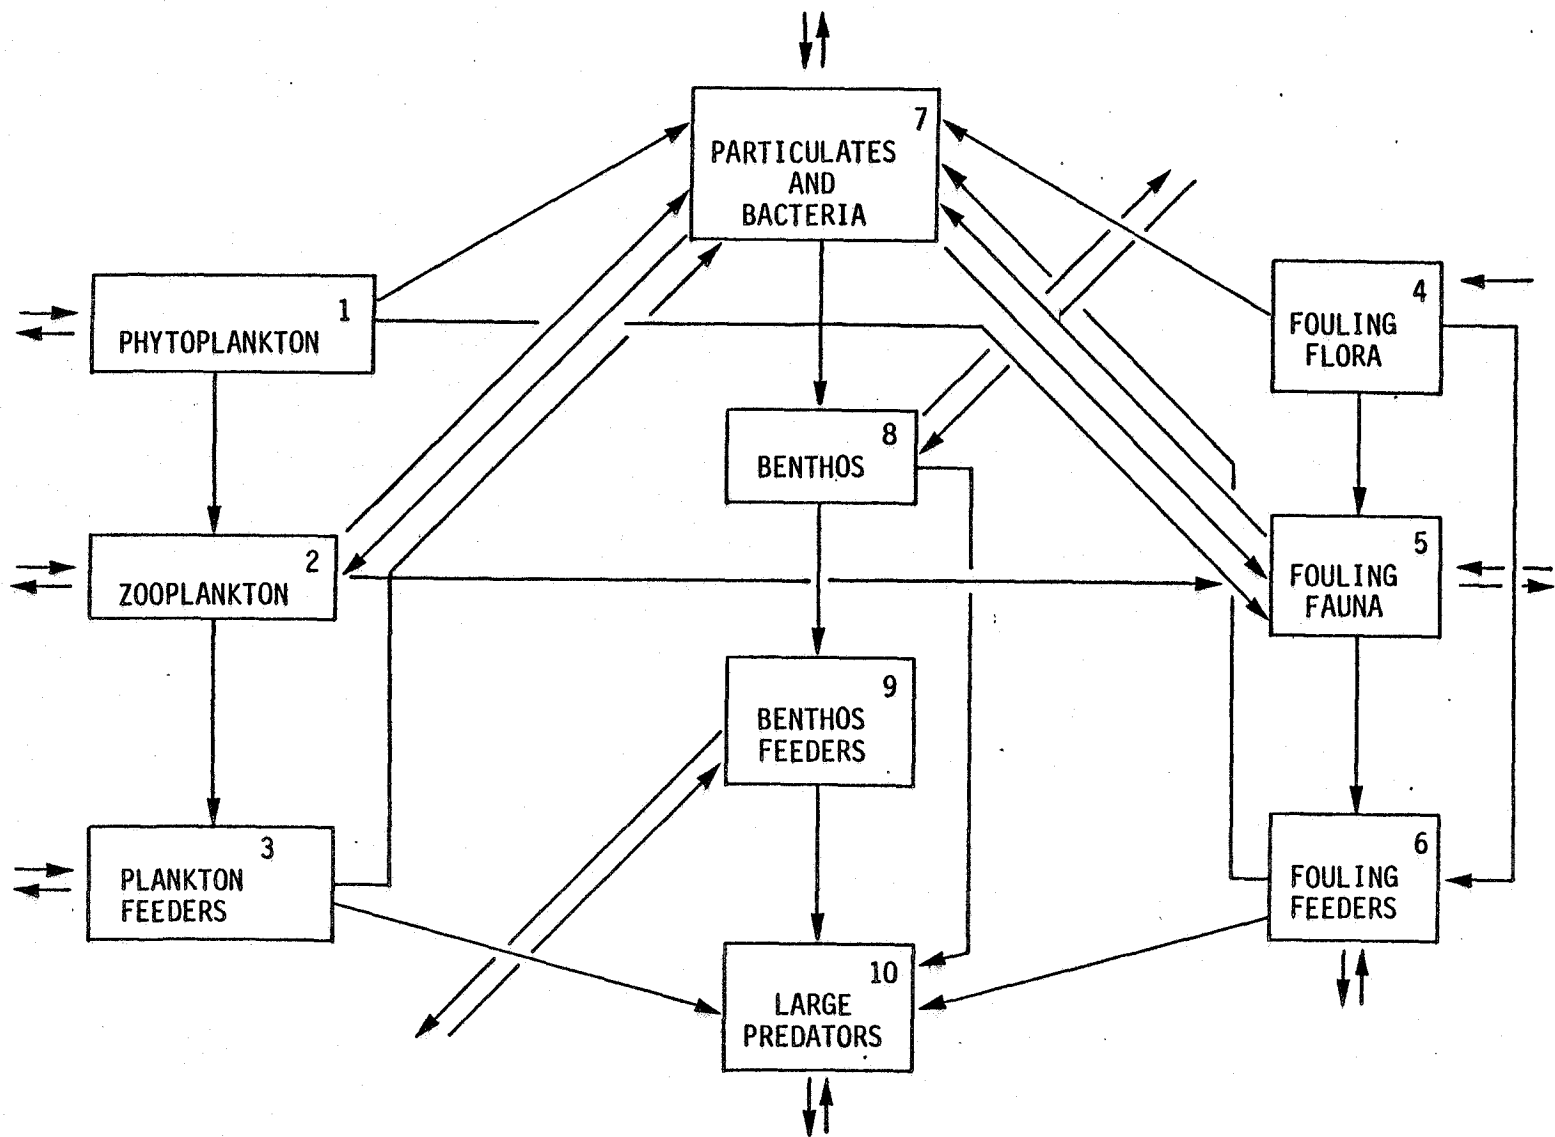 7
PARTICULATES
AND
BACTERIA
1
PHYTOPLANKTON
4
FOULING
FLORA
8
BENTHOS
2
ZOOPLANKTON
5
FOULING
FAUNA
9
BENTHOS
FEEDERS
3
PLANKTON
FEEDERS
6
FOULING
FEEDERS
10
LARGE
PREDATORS